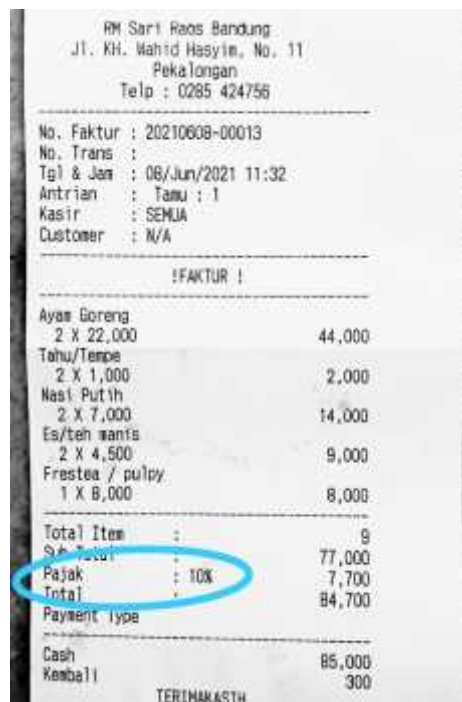 RM Sari Raos Bandung
Jl. KH. Wahid Hasyim, No. 11
Pekalongan
Telp : 0285 424756
No. Faktur : 20210608-00013
No. Trans :
Tgl & Jam : 08/Jun/2021 11:32
Antrian : Tamu : 1
Kasir : SEMUA
Customer : N/A
!FAKTUR !
Ayam Goreng
2 X 22,000 44,000
Tahu/Tempe
2 X 1,000 2,000
Nasi Putih
2 X 7,000 14,000
Es/teh manis
2 X 4,500 9,000
Frestea / pulpy
1 X 8,000 8,000
Total Item : 9
Sub Total : 77,000
Pajak : 10% 7,700
Total : 84,700
Payment Type
Cash 85,000
Kembali 300
TERIMAKASIH